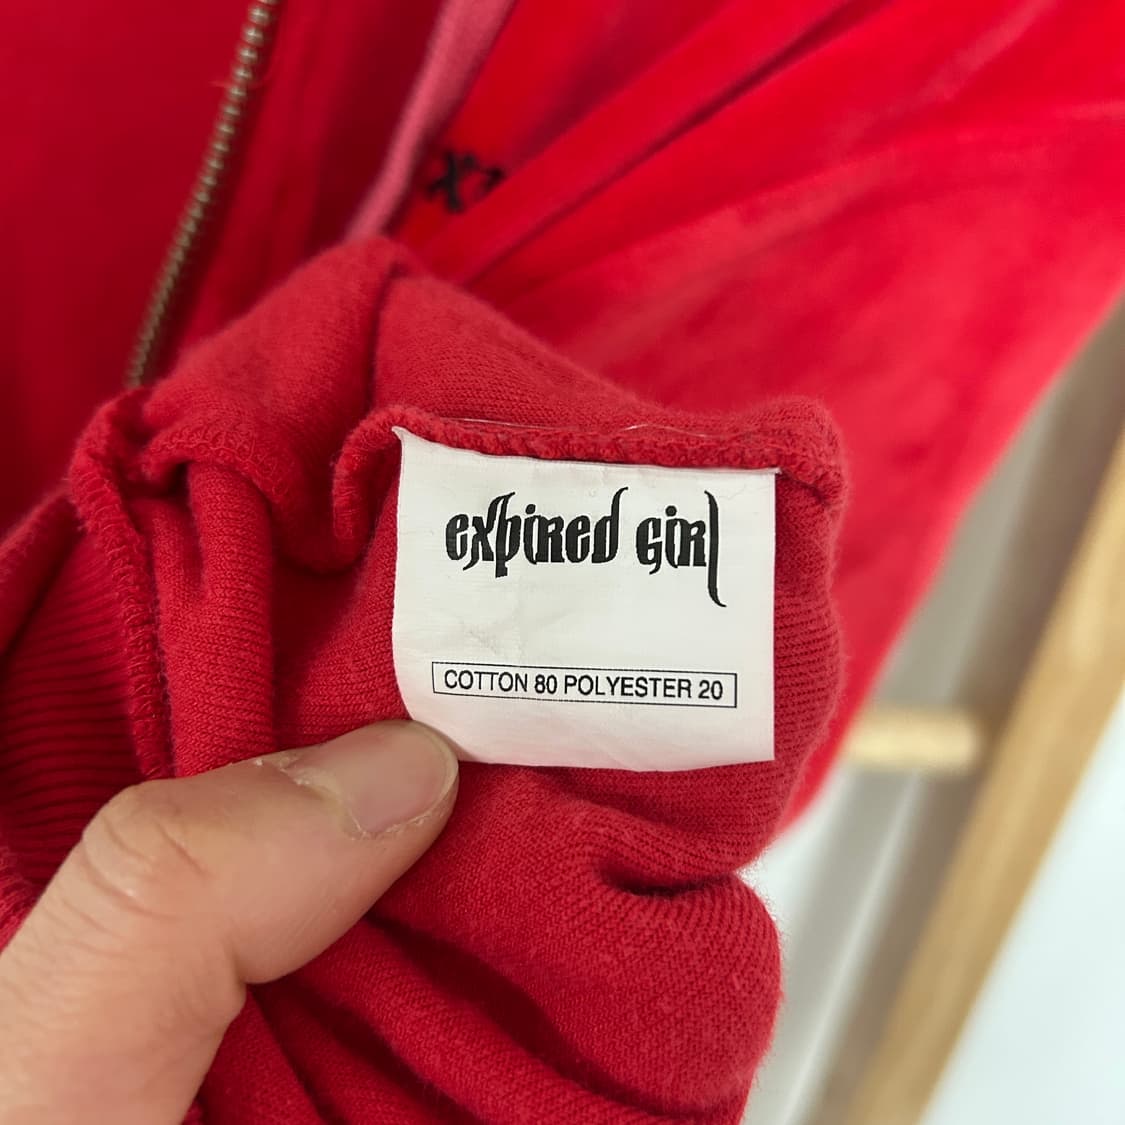 expired girl
COTTON 80 POLYESTER 20